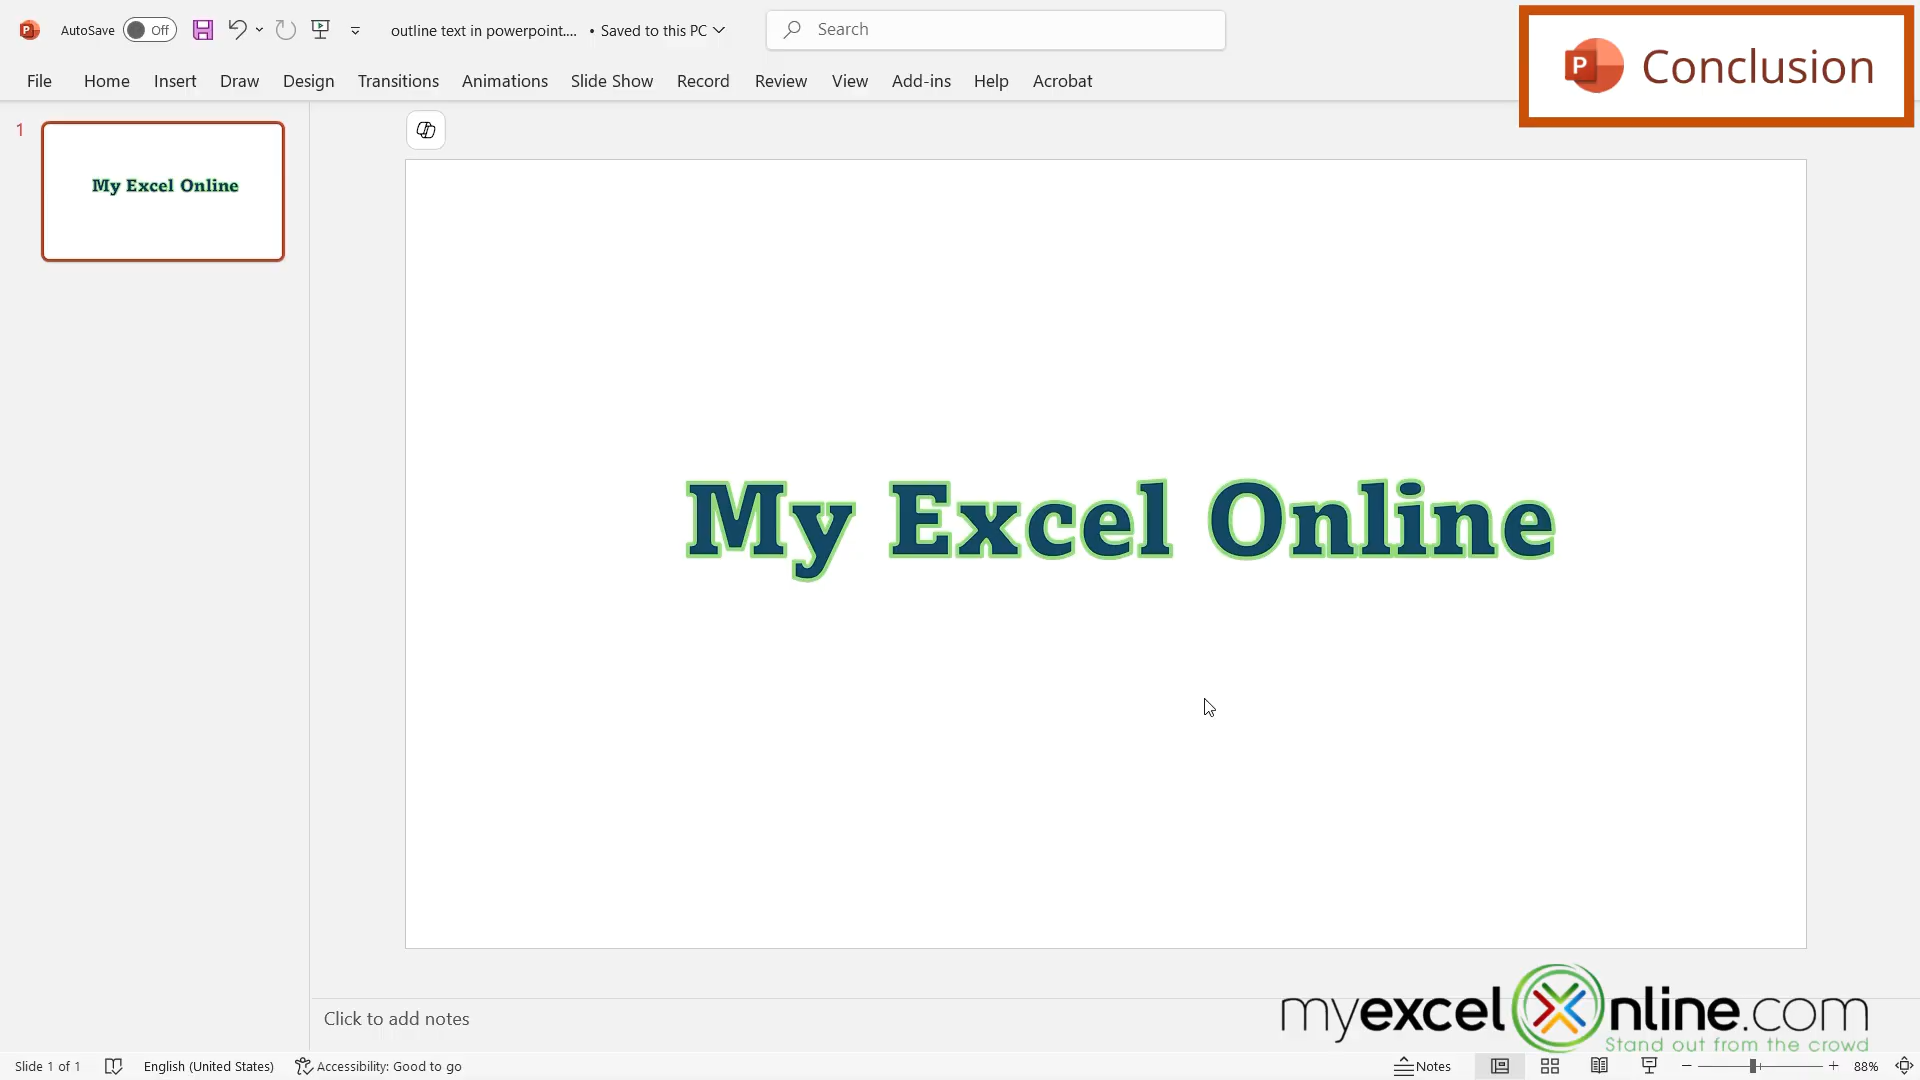 AutoSave Off outline text in powerpoint.... • Saved to this PC Search
P Conclusion
File Home Insert Draw Design Transitions Animations Slide Show Record Review View Add-ins Help Acrobat
1
My Excel Online
My Excel Online
Click to add notes
myexcelonline.com
Stand out from the crowd
Slide 1 of 1 English (United States) Accessibility: Good to go Notes 88%